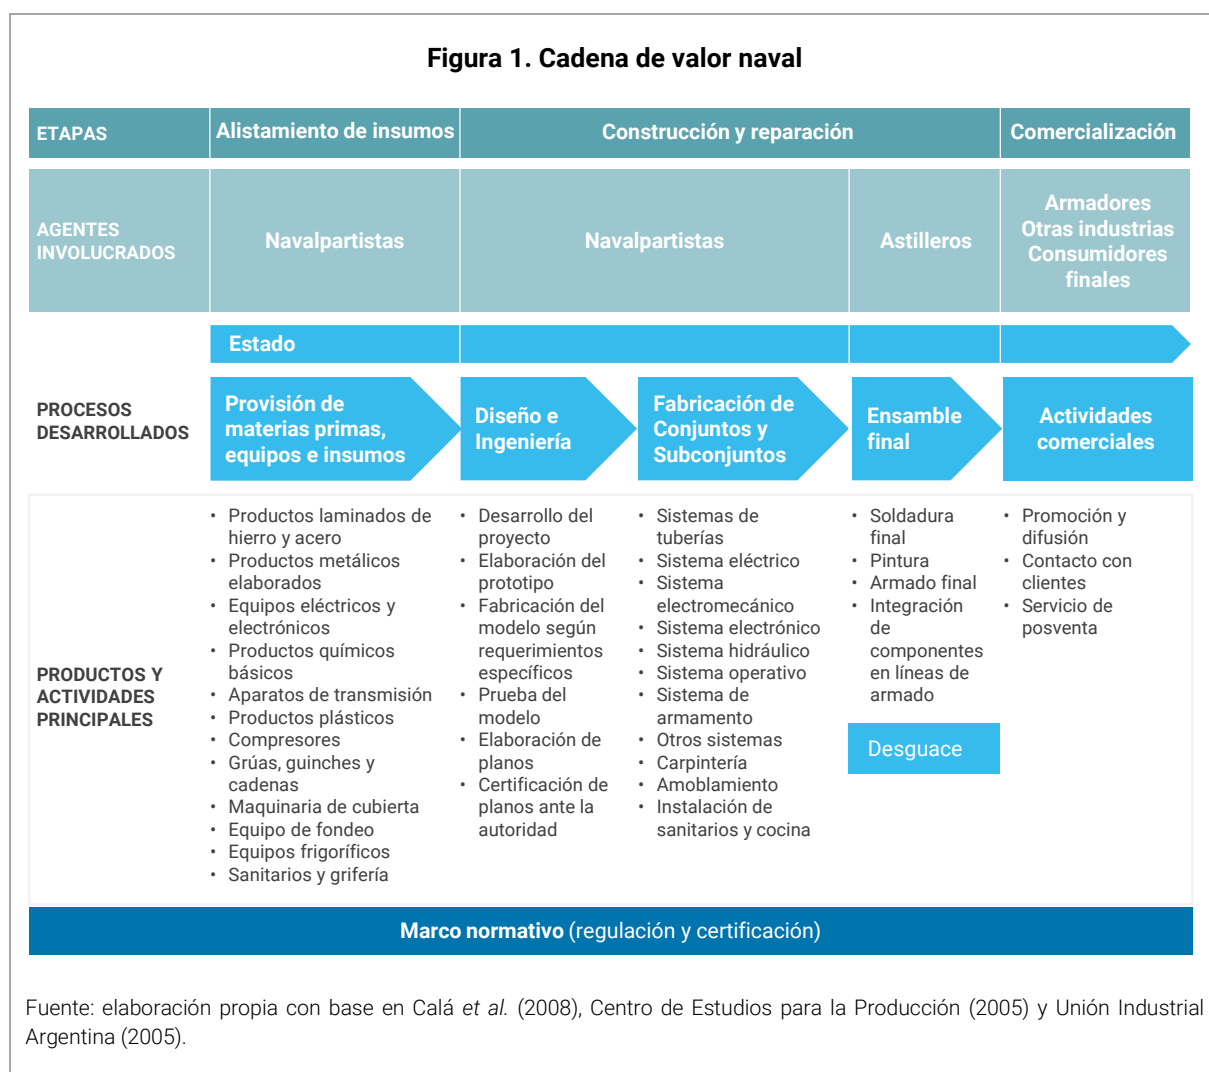 Figura 1. Cadena de valor naval
ETAPAS
Alistamiento de insumos
Construcción y reparación
Comercialización
AGENTES
INVOLUCRADOS
Navalpartistas
Navalpartistas
Astilleros
Armadores
Otras industrias
Consumidores
finales
Estado
PROCESOS
DESARROLLADOS
Provisión de
materias primas,
equipos e insumos
Diseño e
Ingeniería
Fabricación de
Conjuntos y
Subconjuntos
Ensamble
final
Actividades
comerciales
PRODUCTOS Y
ACTIVIDADES
PRINCIPALES
• Productos laminados de
hierro y acero
• Productos metálicos
elaborados
• Equipos eléctricos y
electrónicos
• Productos químicos
básicos
• Aparatos de transmisión
• Productos plásticos
• Compresores
• Grúas, guinches y
cadenas
• Maquinaria de cubierta
• Equipo de fondeo
• Equipos frigoríficos
• Sanitarios y grifería
• Desarrollo del
proyecto
• Elaboración del
prototipo
• Fabricación del
modelo según
requerimientos
específicos
• Prueba del
modelo
• Elaboración de
planos
• Certificación de
planos ante la
autoridad
• Sistemas de
tuberías
• Sistema eléctrico
• Sistema
electromecánico
• Sistema electrónico
• Sistema hidráulico
• Sistema operativo
• Sistema de
armamento
• Otros sistemas
• Carpintería
• Amoblamiento
• Instalación de
sanitarios y cocina
• Soldadura
final
• Pintura
• Armado final
• Integración
de
componentes
en líneas de
armado
Desguace
• Promoción y
difusión
• Contacto con
clientes
• Servicio de
posventa
Marco normativo (regulación y certificación)
Fuente: elaboración propia con base en Calá et al. (2008), Centro de Estudios para la Producción (2005) y Unión Industrial
Argentina (2005).